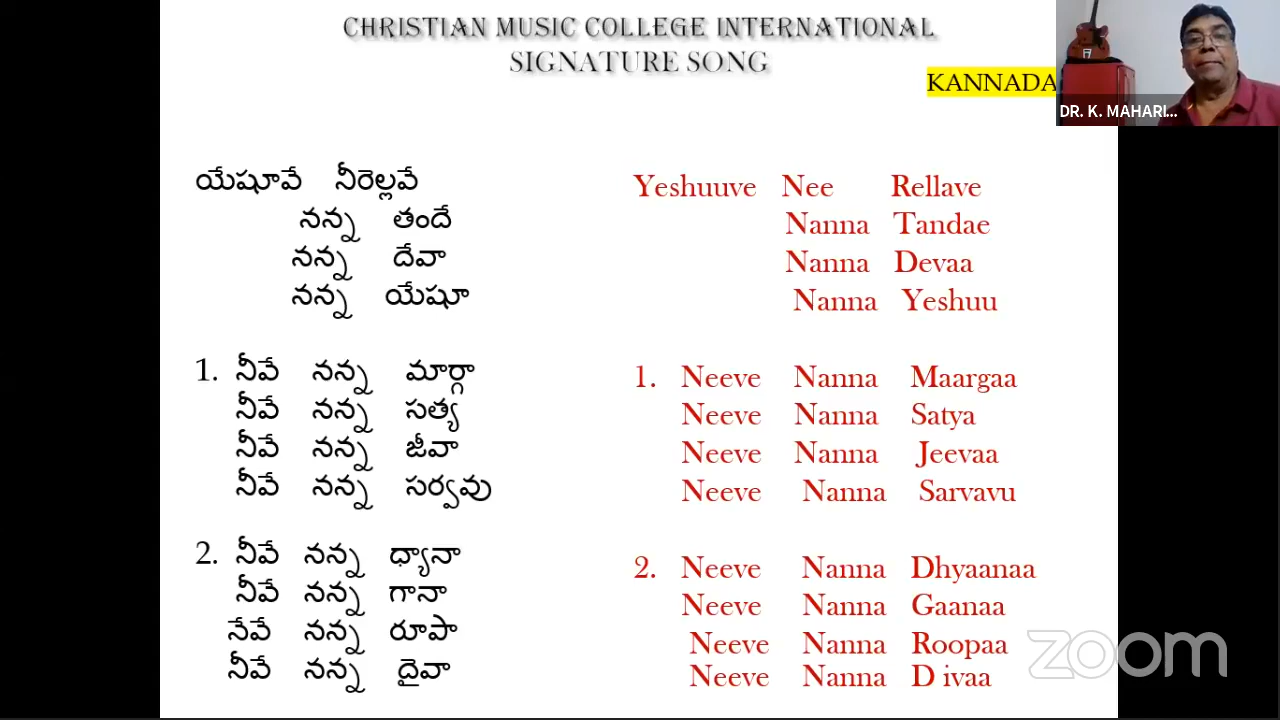 CHRISTIAN MUSIC COLLEGE INTERNATIONAL
SIGNATURE SONG
KANNADA
DR. K. MAHARI...
యేషూవే నీరెల్లవే
నన్న తందే
నన్న దేవా
నన్న యేషూ
1. నీవే నన్న మార్గా
నీవే నన్న సత్య
నీవే నన్న జీవా
నీవే నన్న సర్వవు
2. నీవే నన్న ధ్యానా
నీవే నన్న గానా
నేవే నన్న రూపా
నీవే నన్న దైవా
Yeshuuve Nee Rellave
Nanna Tandae
Nanna Devaa
Nanna Yeshuu
1. Neeve Nanna Maargaa
Neeve Nanna Satya
Neeve Nanna Jeevaa
Neeve Nanna Sarvavu
2. Neeve Nanna Dhyaanaa
Neeve Nanna Gaanaa
Neeve Nanna Roopaa
Neeve Nanna D ivaa
zoom